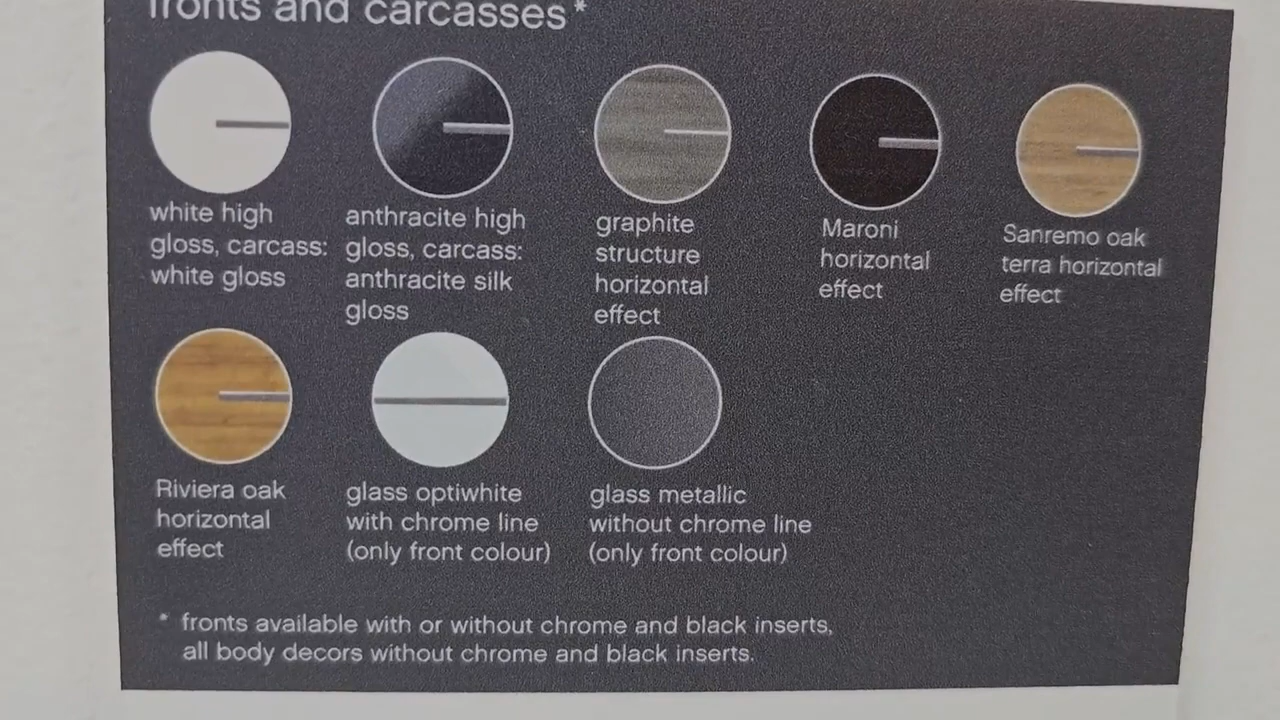 fronts and carcasses*
white high
gloss, carcass:
white gloss
anthracite high
gloss, carcass:
anthracite silk
gloss
graphite
structure
horizontal
effect
Maroni
horizontal
effect
Sanremo oak
terra horizontal
effect
Riviera oak
horizontal
effect
glass optiwhite
with chrome line
(only front colour)
glass metallic
without chrome line
(only front colour)
* fronts available with or without chrome and black inserts,
all body decors without chrome and black inserts.